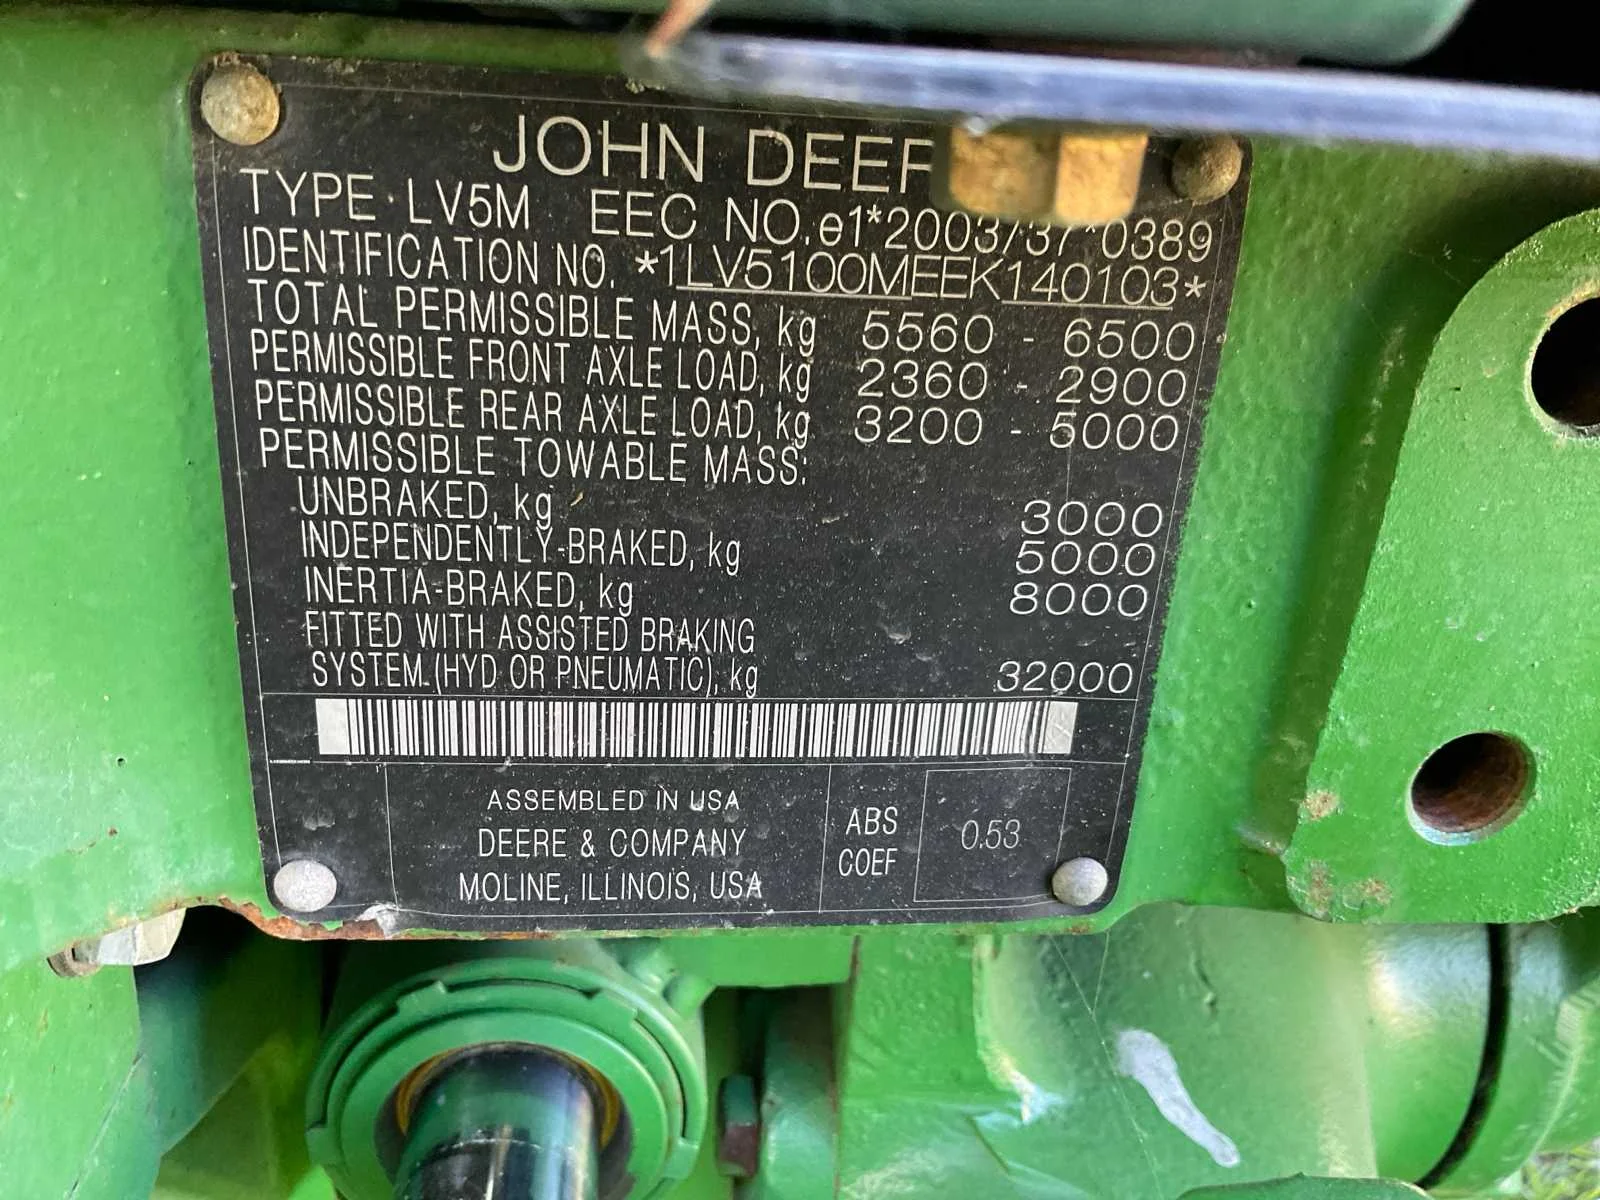 JOHN DEER
TYPE LV5M EEC NO. e1*2003/37*0389
IDENTIFICATION NO. *1LV5100MEEK140103*
TOTAL PERMISSIBLE MASS, kg 5560 - 6500
PERMISSIBLE FRONT AXLE LOAD, kg 2360 - 2900
PERMISSIBLE REAR AXLE LOAD, kg 3200 - 5000
PERMISSIBLE TOWABLE MASS:
UNBRAKED, kg 3000
INDEPENDENTLY-BRAKED, kg 5000
INERTIA-BRAKED, kg 8000
FITTED WITH ASSISTED BRAKING
SYSTEM (HYD OR PNEUMATIC), kg 32000
ASSEMBLED IN USA
DEERE & COMPANY
MOLINE, ILLINOIS, USA
ABS
COEF
0.53